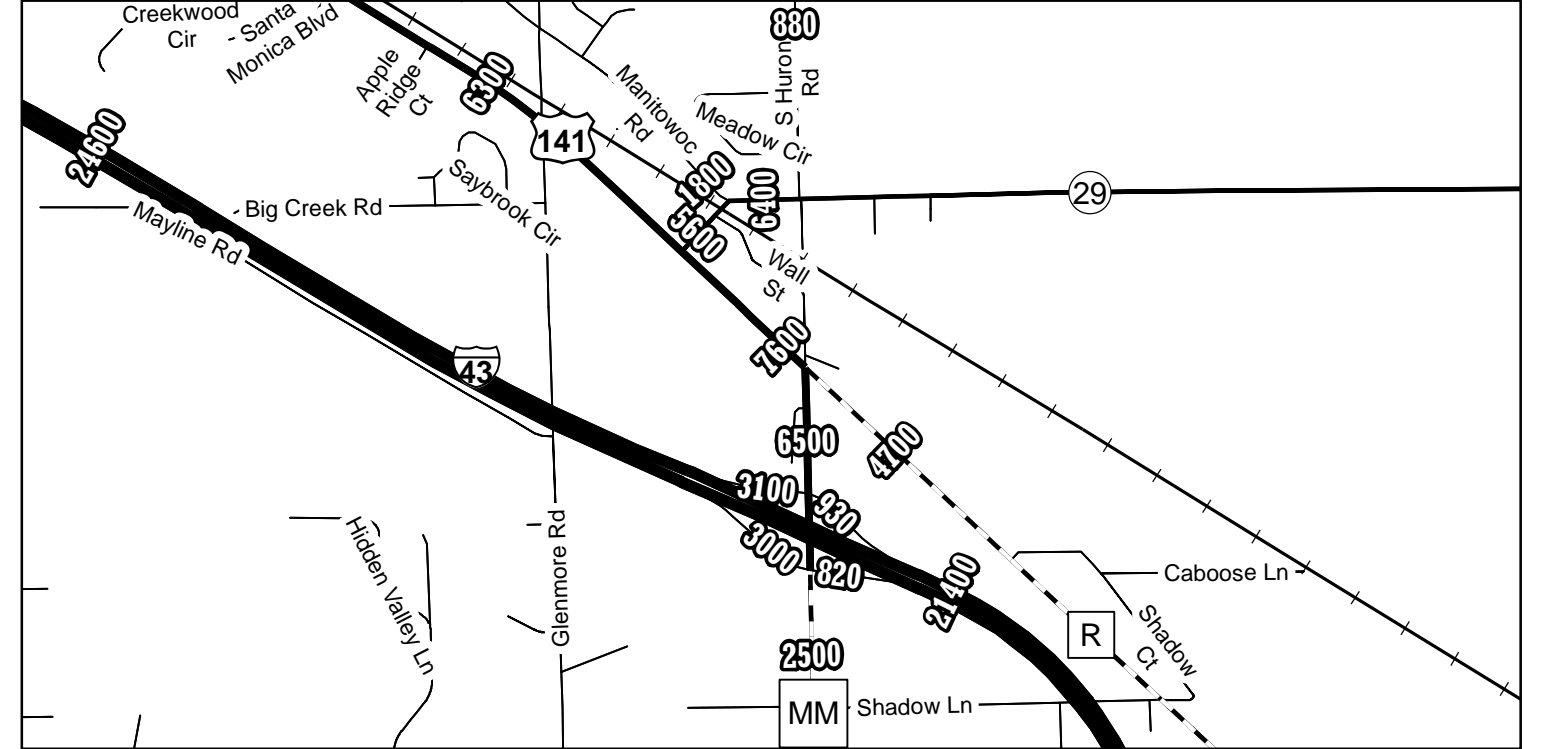 Creekwood
Cir
- Santa
Monica Blvd
Apple
Ridge
Ct
6300
141
Manitowoc
Rd
880
S Huron
Rd
Meadow Cir
24600
Saybrook Cir
1800
6400
29
Big Creek Rd
Mayline Rd
5600
Wall
St
7600
43
6500
4700
3100
930
3000
820
21400
Hidden Valley Ln
Glenmore Rd
Caboose Ln
R
Shadow
Ct
2500
MM
Shadow Ln